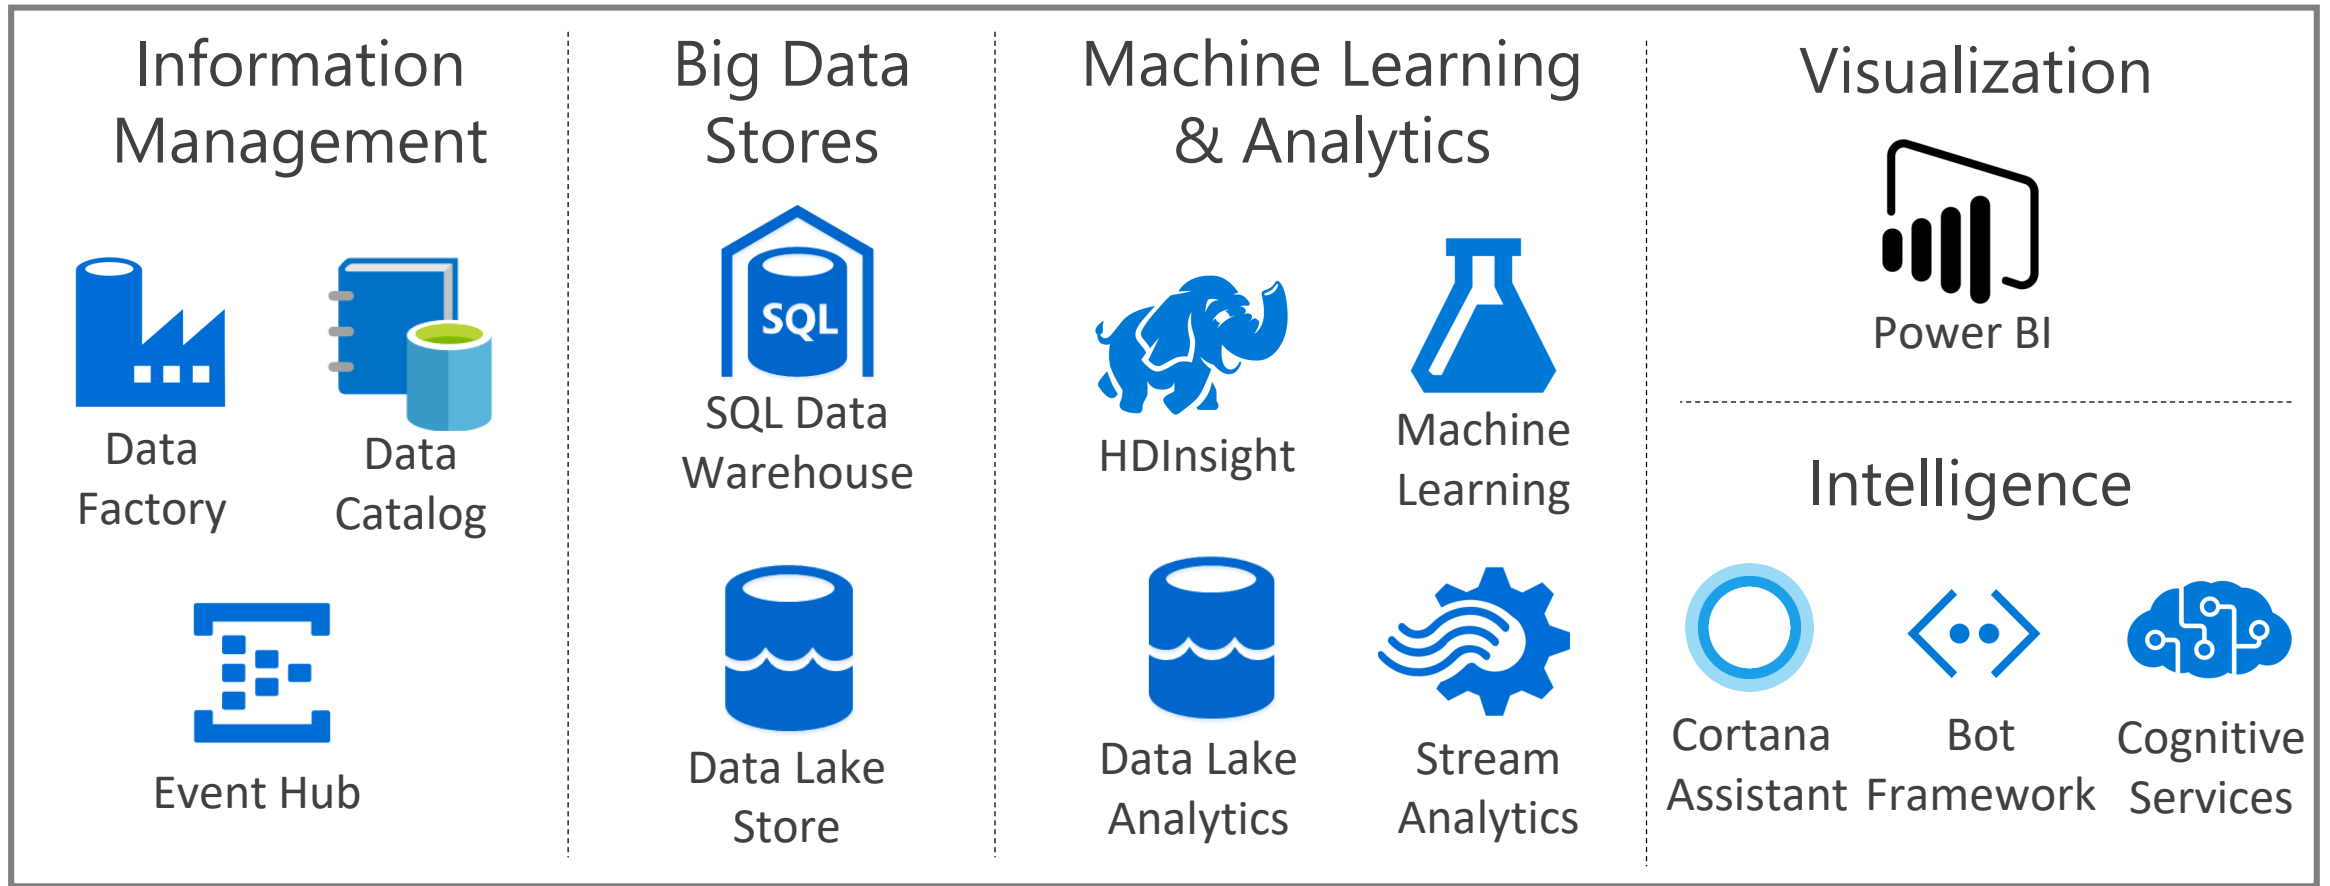 Information
Management
Data
Factory
Data
Catalog
Event Hub
Big Data
Stores
SQL
SQL Data
Warehouse
Data Lake
Store
Machine Learning
& Analytics
HDInsight
Machine
Learning
Data Lake
Analytics
Stream
Analytics
Visualization
Power BI
Intelligence
Cortana
Assistant
Bot
Framework
Cognitive
Services